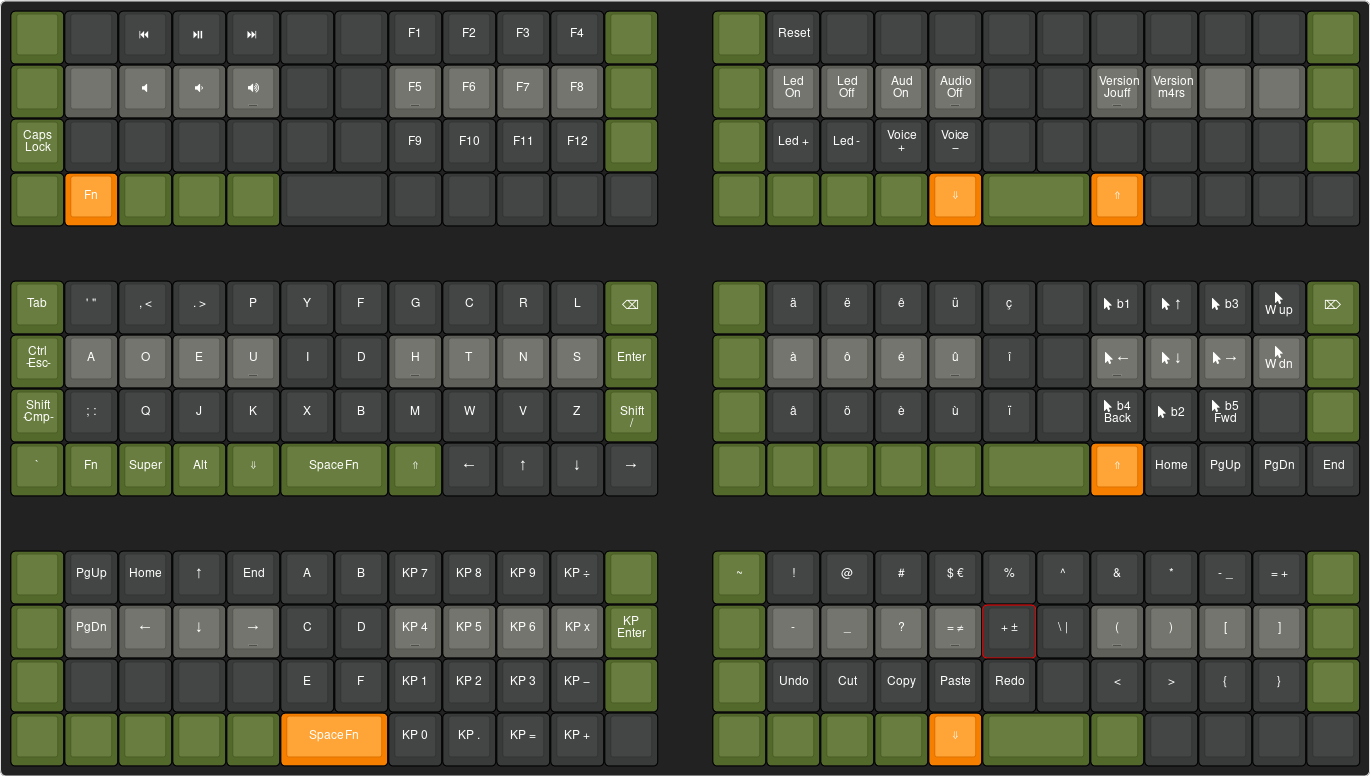 ⏮ ⏯ ⏭ F1 F2 F3 F4
F5 F6 F7 F8
Caps
Lock
F9 F10 F11 F12
Fn
Reset
Led
On
Led
Off
Aud
On
Audio
Off
Version
Jouff
Version
m4rs
Led + Led - Voice
+
Voice
–
⇩ ⇧
Tab ' " , < . > P Y F G C R L ⌫
Ctrl
-Esc-
A O E U I D H T N S Enter
Shift
-Cmp-
; : Q J K X B M W V Z Shift
/
` Fn Super Alt ⇩ SpaceFn ⇧ ← ↑ ↓ →
ä ë ê ü ç b1 ↑ b3 W up ⌦
à ô é û î ← ↓ → W dn
â ö è ù ï b4
Back
b2 b5
Fwd
⇧ Home PgUp PgDn End
PgUp Home ↑ End A B KP 7 KP 8 KP 9 KP ÷
PgDn ← ↓ → C D KP 4 KP 5 KP 6 KP x KP
Enter
E F KP 1 KP 2 KP 3 KP –
SpaceFn KP 0 KP . KP = KP +
~ ! @ # $ € % ^ & * - _ = +
- _ ? = ≠ + ± \ | ( ) [ ]
Undo Cut Copy Paste Redo < > { }
⇩